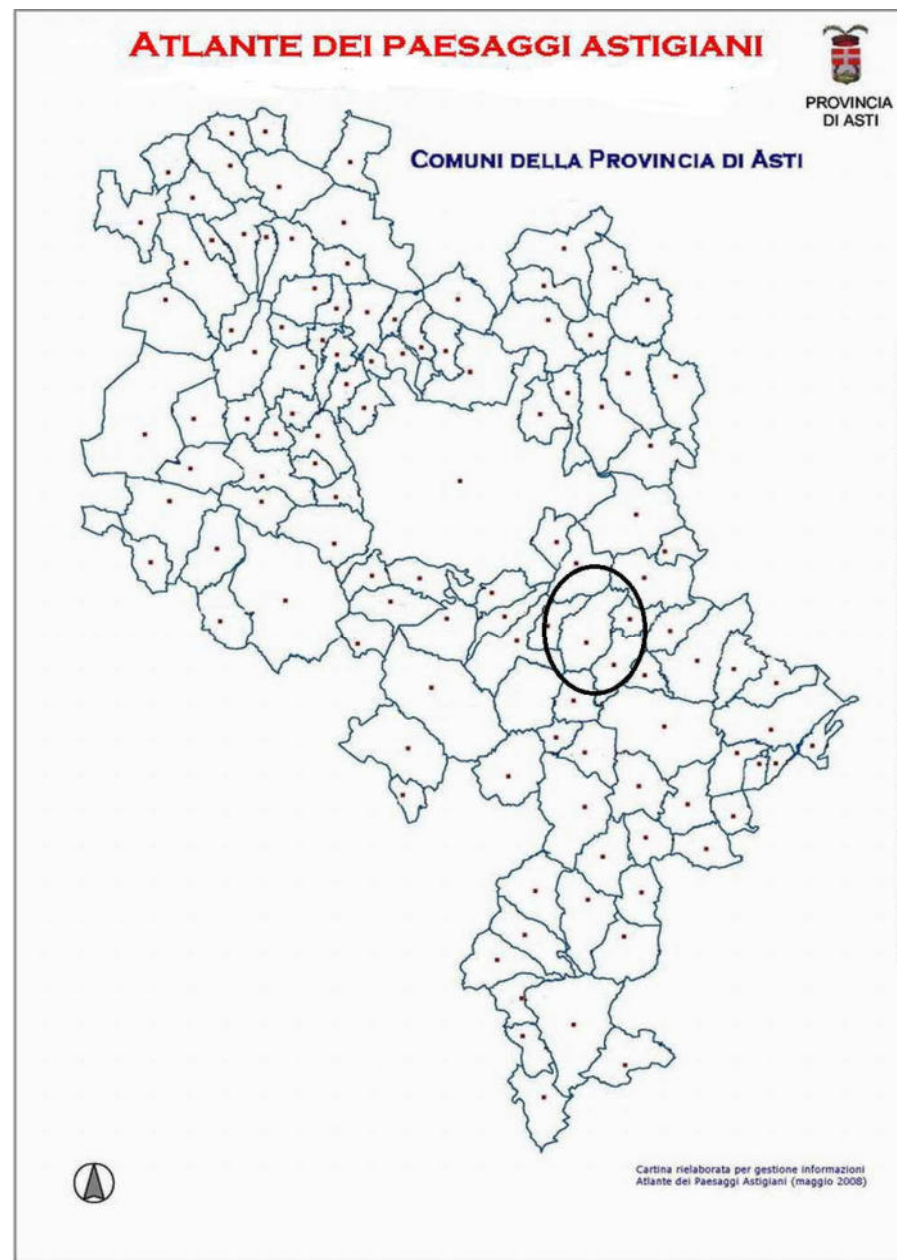 ATLANTE DEI PAESAGGI ASTIGIANI
PROVINCIA
DI ASTI
COMUNI DELLA PROVINCIA DI ASTI
Cartina rielaborata per gestione informazioni
Atlante dei Paesaggi Astigiani (maggio 2008)